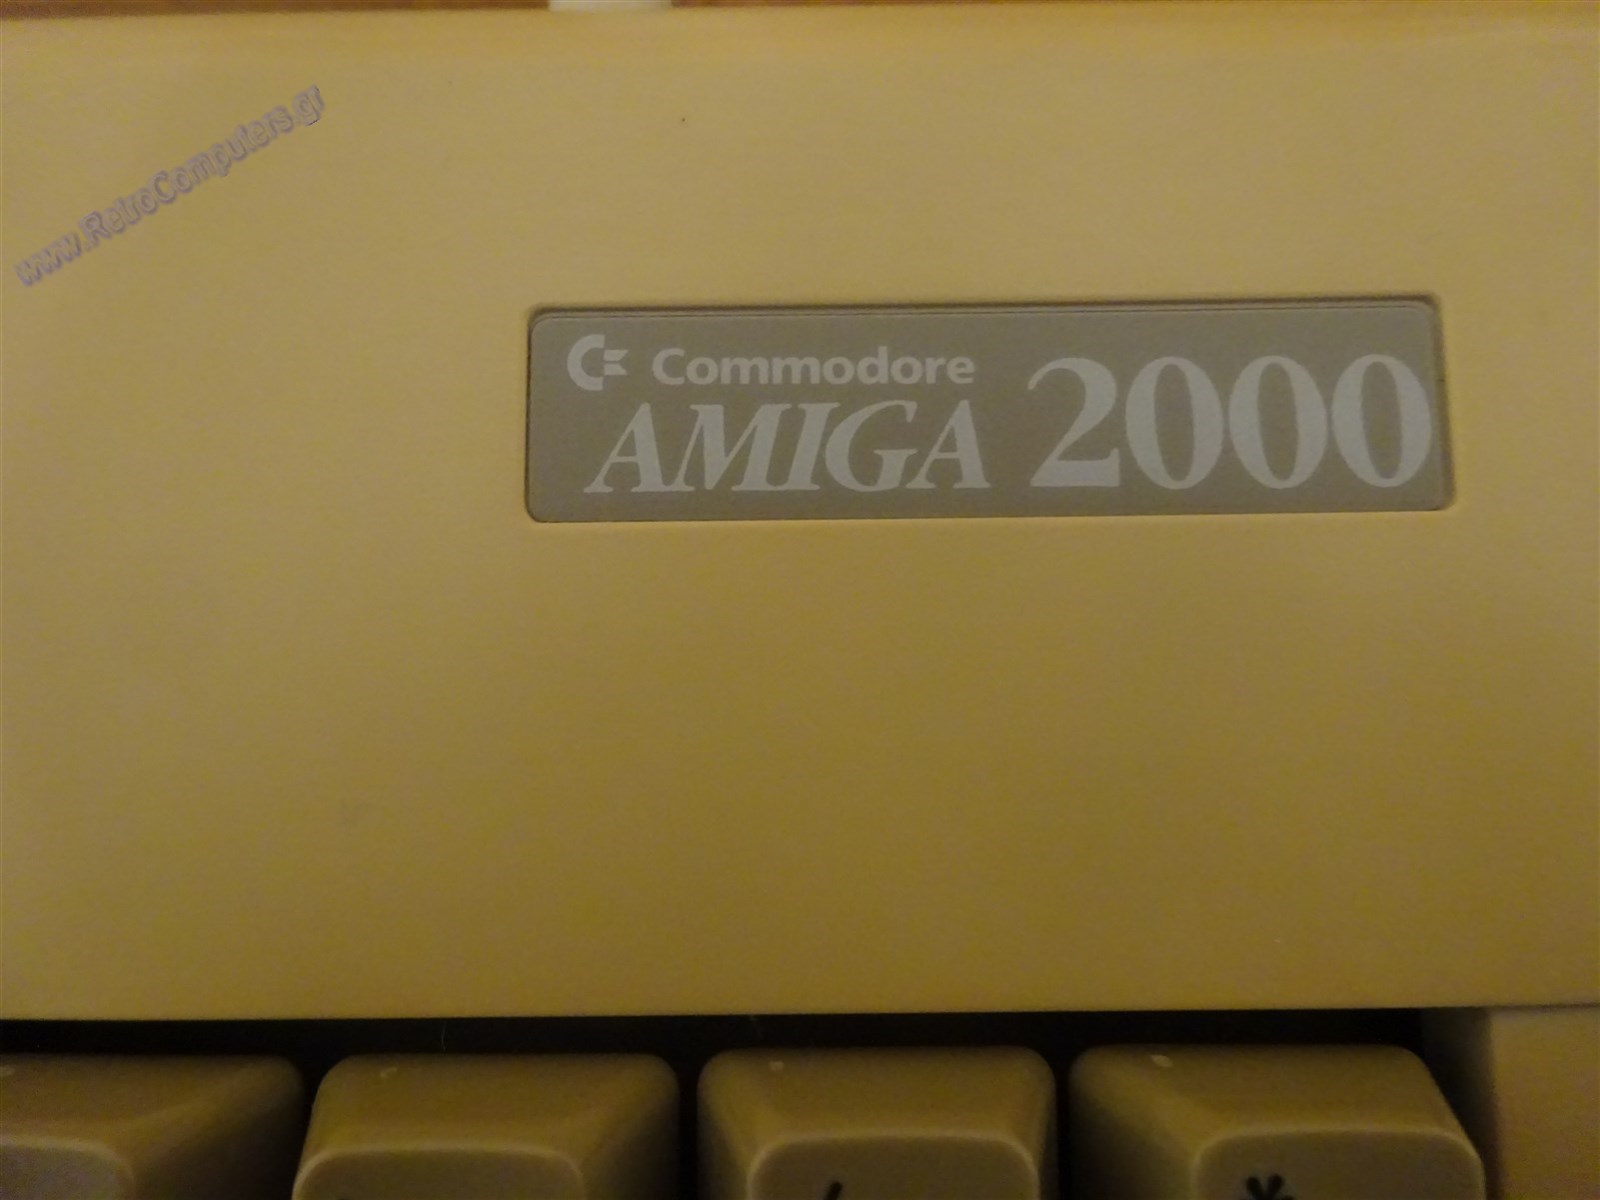 www.RetroComputers.gr
Commodore
AMIGA 2000
/ *